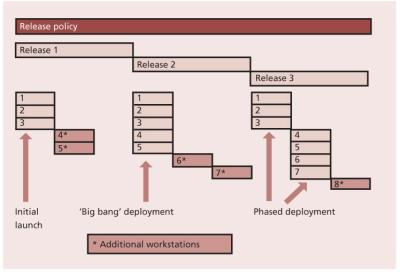 Release policy
Release 1
Release 2
Release 3
1
2
3
4*
5*
1
2
3
4
5
6*
7*
1
2
3
4
5
6
7
8*
Initial
launch
‘Big bang’ deployment
Phased deployment
* Additional workstations